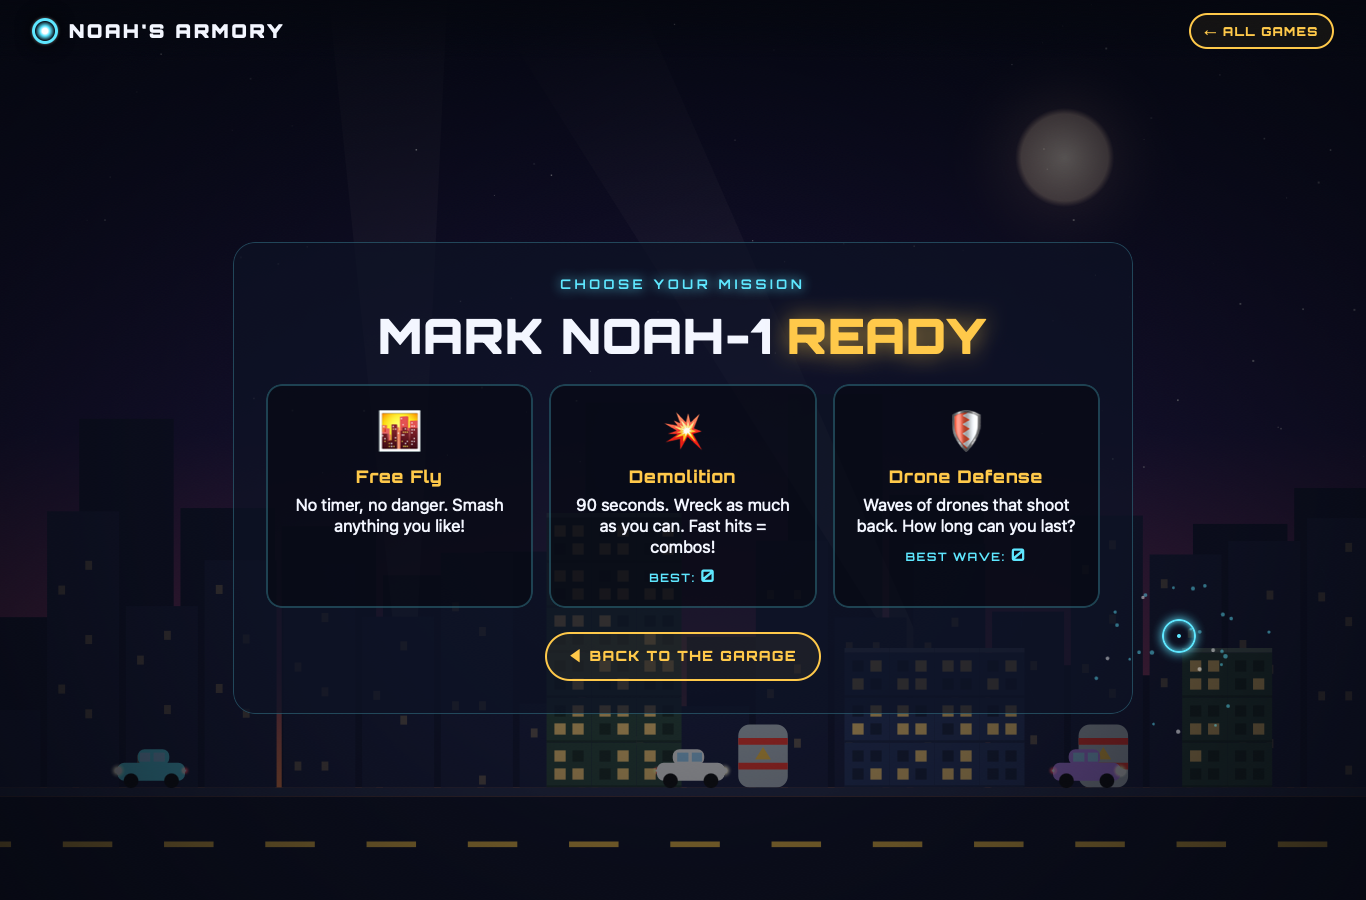 NOAH'S ARMORY
← ALL GAMES
CHOOSE YOUR MISSION
MARK NOAH-1 READY
Free Fly
No timer, no danger. Smash
anything you like!
Demolition
90 seconds. Wreck as much
as you can. Fast hits =
combos!
BEST: 0
Drone Defense
Waves of drones that shoot
back. How long can you last?
BEST WAVE: 0
◀ BACK TO THE GARAGE